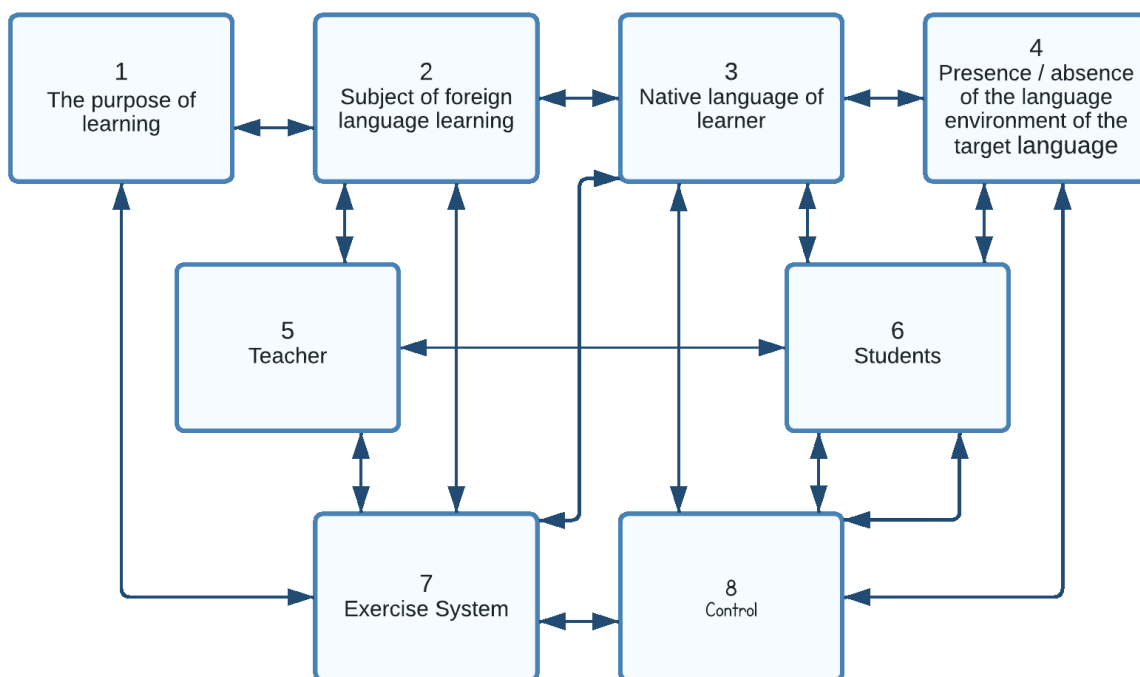 1
The purpose of
learning
2
Subject of foreign
language learning
3
Native language of
learner
4
Presence / absence
of the language
environment of the
target language
5
Teacher
6
Students
7
Exercise System
8
Control